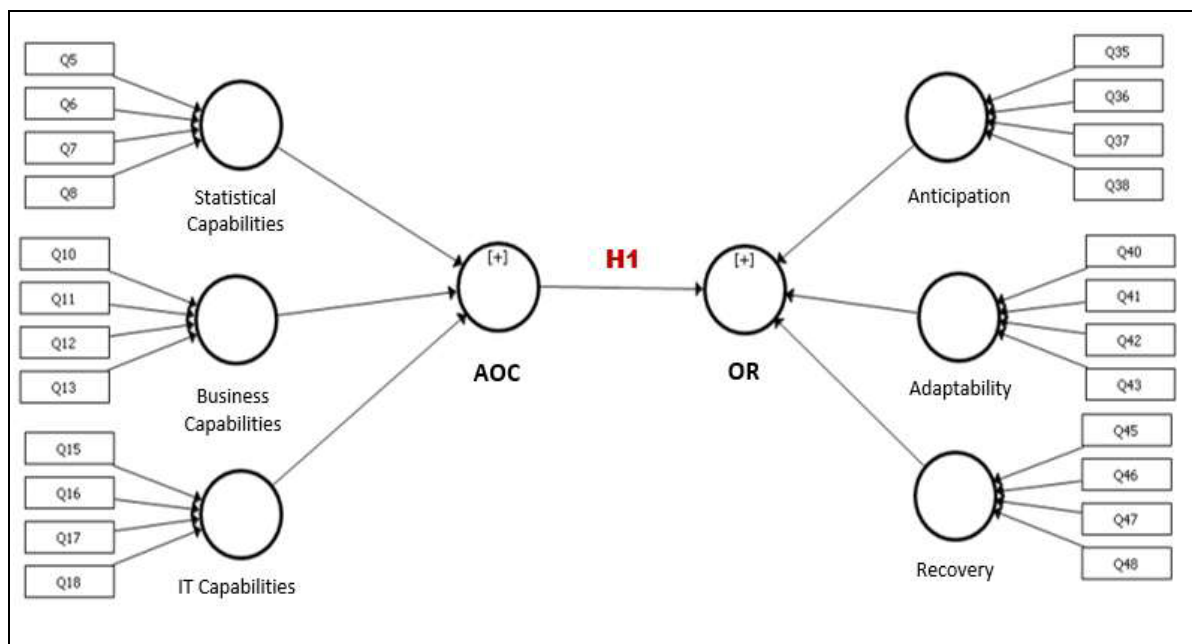 Q5
Q6
Q7
Q8
Statistical
Capabilities
Q10
Q11
Q12
Q13
Business
Capabilities
Q15
Q16
Q17
Q18
IT Capabilities
[+]
AOC
H1
[+]
OR
Q35
Q36
Q37
Q38
Anticipation
Q40
Q41
Q42
Q43
Adaptability
Q45
Q46
Q47
Q48
Recovery